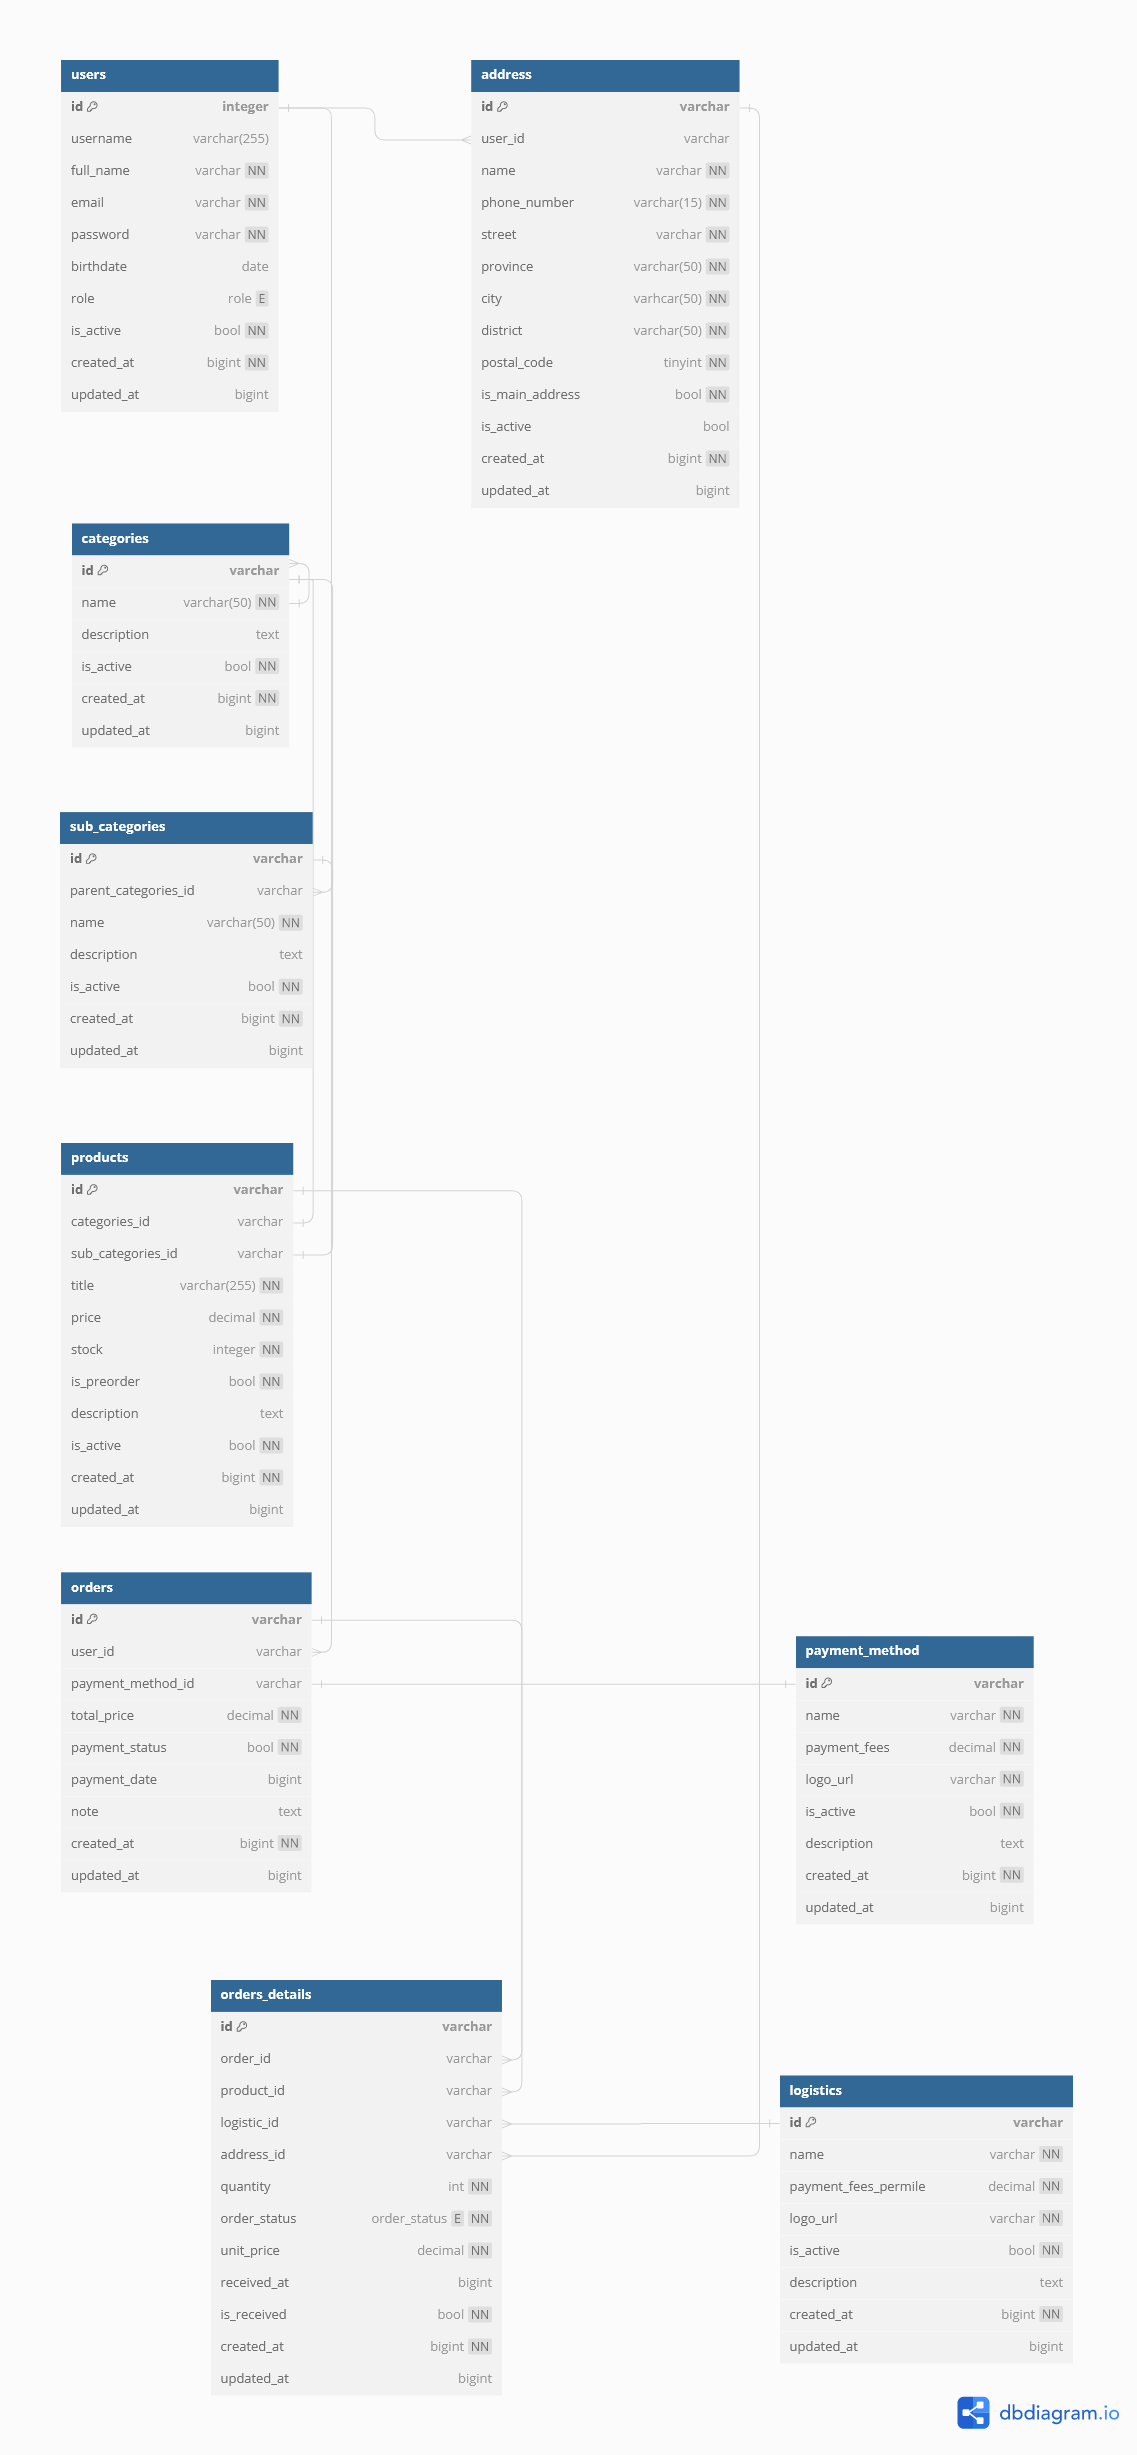 users
id integer
username varchar(255)
full_name varchar NN
email varchar NN
password varchar NN
birthdate date
role role E
is_active bool NN
created_at bigint NN
updated_at bigint
address
id varchar
user_id varchar
name varchar NN
phone_number varchar(15) NN
street varchar NN
province varchar(50) NN
city varhcar(50) NN
district varchar(50) NN
postal_code tinyint NN
is_main_address bool NN
is_active bool
created_at bigint NN
updated_at bigint
categories
id varchar
name varchar(50) NN
description text
is_active bool NN
created_at bigint NN
updated_at bigint
sub_categories
id varchar
parent_categories_id varchar
name varchar(50) NN
description text
is_active bool NN
created_at bigint NN
updated_at bigint
products
id varchar
categories_id varchar
sub_categories_id varchar
title varchar(255) NN
price decimal NN
stock integer NN
is_preorder bool NN
description text
is_active bool NN
created_at bigint NN
updated_at bigint
orders
id varchar
user_id varchar
payment_method_id varchar
total_price decimal NN
payment_status bool NN
payment_date bigint
note text
created_at bigint NN
updated_at bigint
payment_method
id varchar
name varchar NN
payment_fees decimal NN
logo_url varchar NN
is_active bool NN
description text
created_at bigint NN
updated_at bigint
orders_details
id varchar
order_id varchar
product_id varchar
logistic_id varchar
address_id varchar
quantity int NN
order_status order_status E NN
unit_price decimal NN
received_at bigint
is_received bool NN
created_at bigint NN
updated_at bigint
logistics
id varchar
name varchar NN
payment_fees_permile decimal NN
logo_url varchar NN
is_active bool NN
description text
created_at bigint NN
updated_at bigint
dbdiagram.io